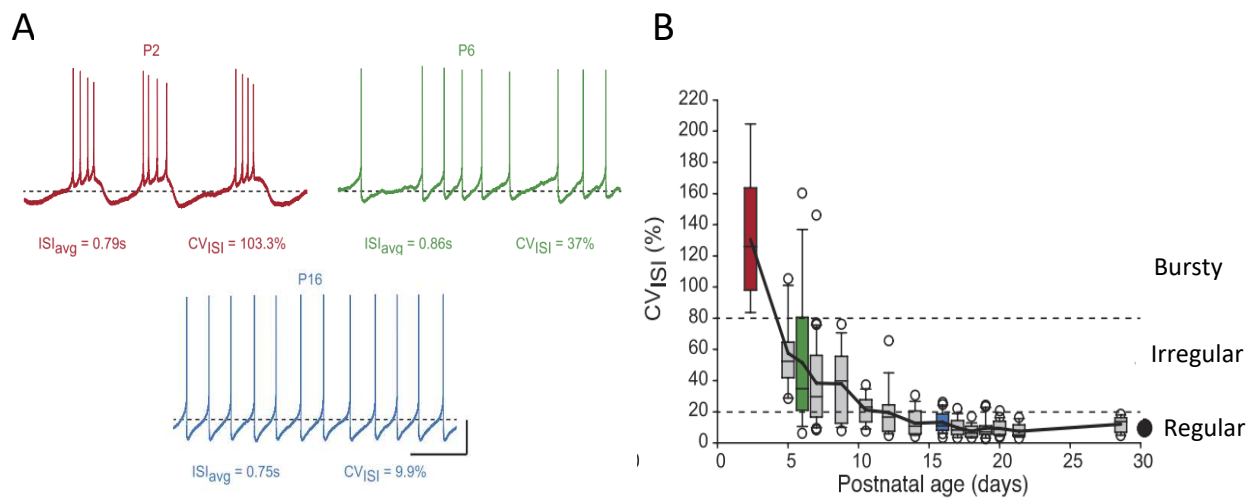 A
P2
P6
ISIavg = 0.79s
CVISI = 103.3%
ISIavg = 0.86s
CVISI = 37%
P16
ISIavg = 0.75s
CVISI = 9.9%
B
CVISI (%)
220
200
180
160
140
120
100
80
60
40
20
0
0
5
10
15
20
25
30
Postnatal age (days)
Bursty
Irregular
Regular